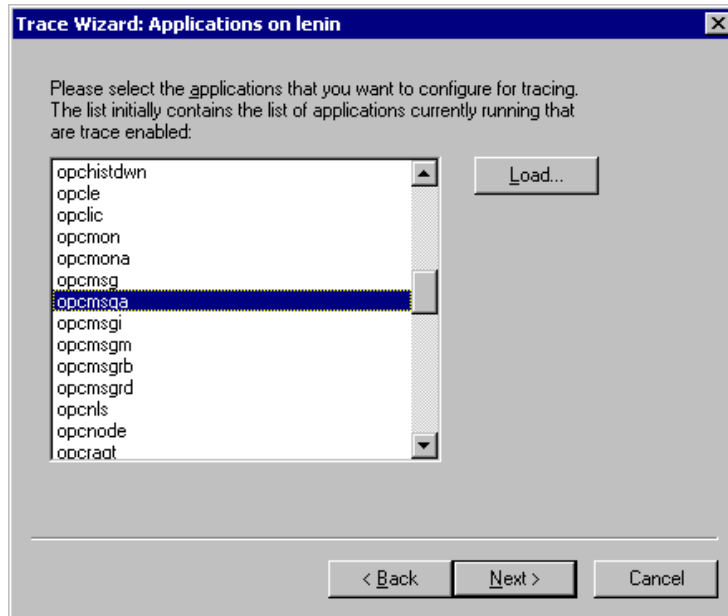 Trace Wizard: Applications on lenin
Please select the applications that you want to configure for tracing.
The list initially contains the list of applications currently running that
are trace enabled:
opchistdwn
opcle
opclic
opcmon
opcmona
opcmsg
opcmsga
opcmsgi
opcmsgm
opcmsgrb
opcmsgrd
opcnls
opcnode
opcragt
Load...
< Back
Next >
Cancel